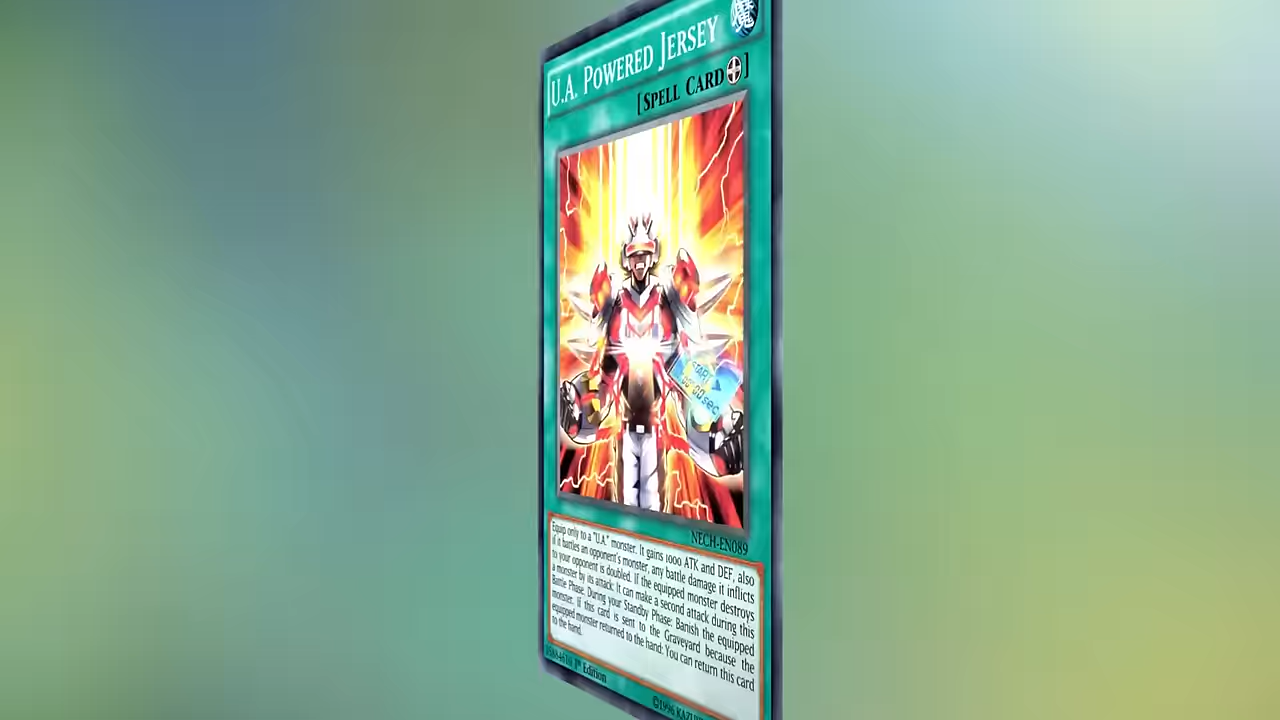 U.A. POWERED JERSEY
[SPELL CARD]
START
00'00sec
NECH-EN089
Equip only to a "U.A." monster. It gains 1000 ATK and DEF, also
if it battles an opponent's monster, any battle damage it inflicts
to your opponent is doubled. If the equipped monster destroys
a monster by its attack: It can make a second attack during this
Battle Phase. During your Standby Phase: Banish the equipped
monster. If this card is sent to the Graveyard because the
equipped monster returned to the hand: You can return this card
to the hand.
1st Edition
©1996